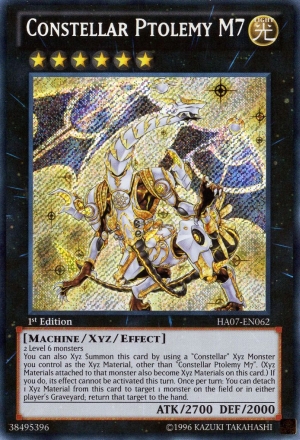 CONSTELLAR PTOLEMY M7
LIGHT
光
1st Edition
HA07-EN062
[MACHINE/XYZ/EFFECT]
2 Level 6 monsters
You can also Xyz Summon this card by using a "Constellar" Xyz Monster
you control as the Xyz Material, other than "Constellar Ptolemy M7". (Xyz
Materials attached to that monster also become Xyz Materials on this card.) If
you do, its effect cannot be activated this turn. Once per turn: You can detach
1 Xyz Material from this card to target 1 monster on the field or in either
player's Graveyard; return that target to the hand.
ATK/2700 DEF/2000
38495396
©1996 KAZUKI TAKAHASHI